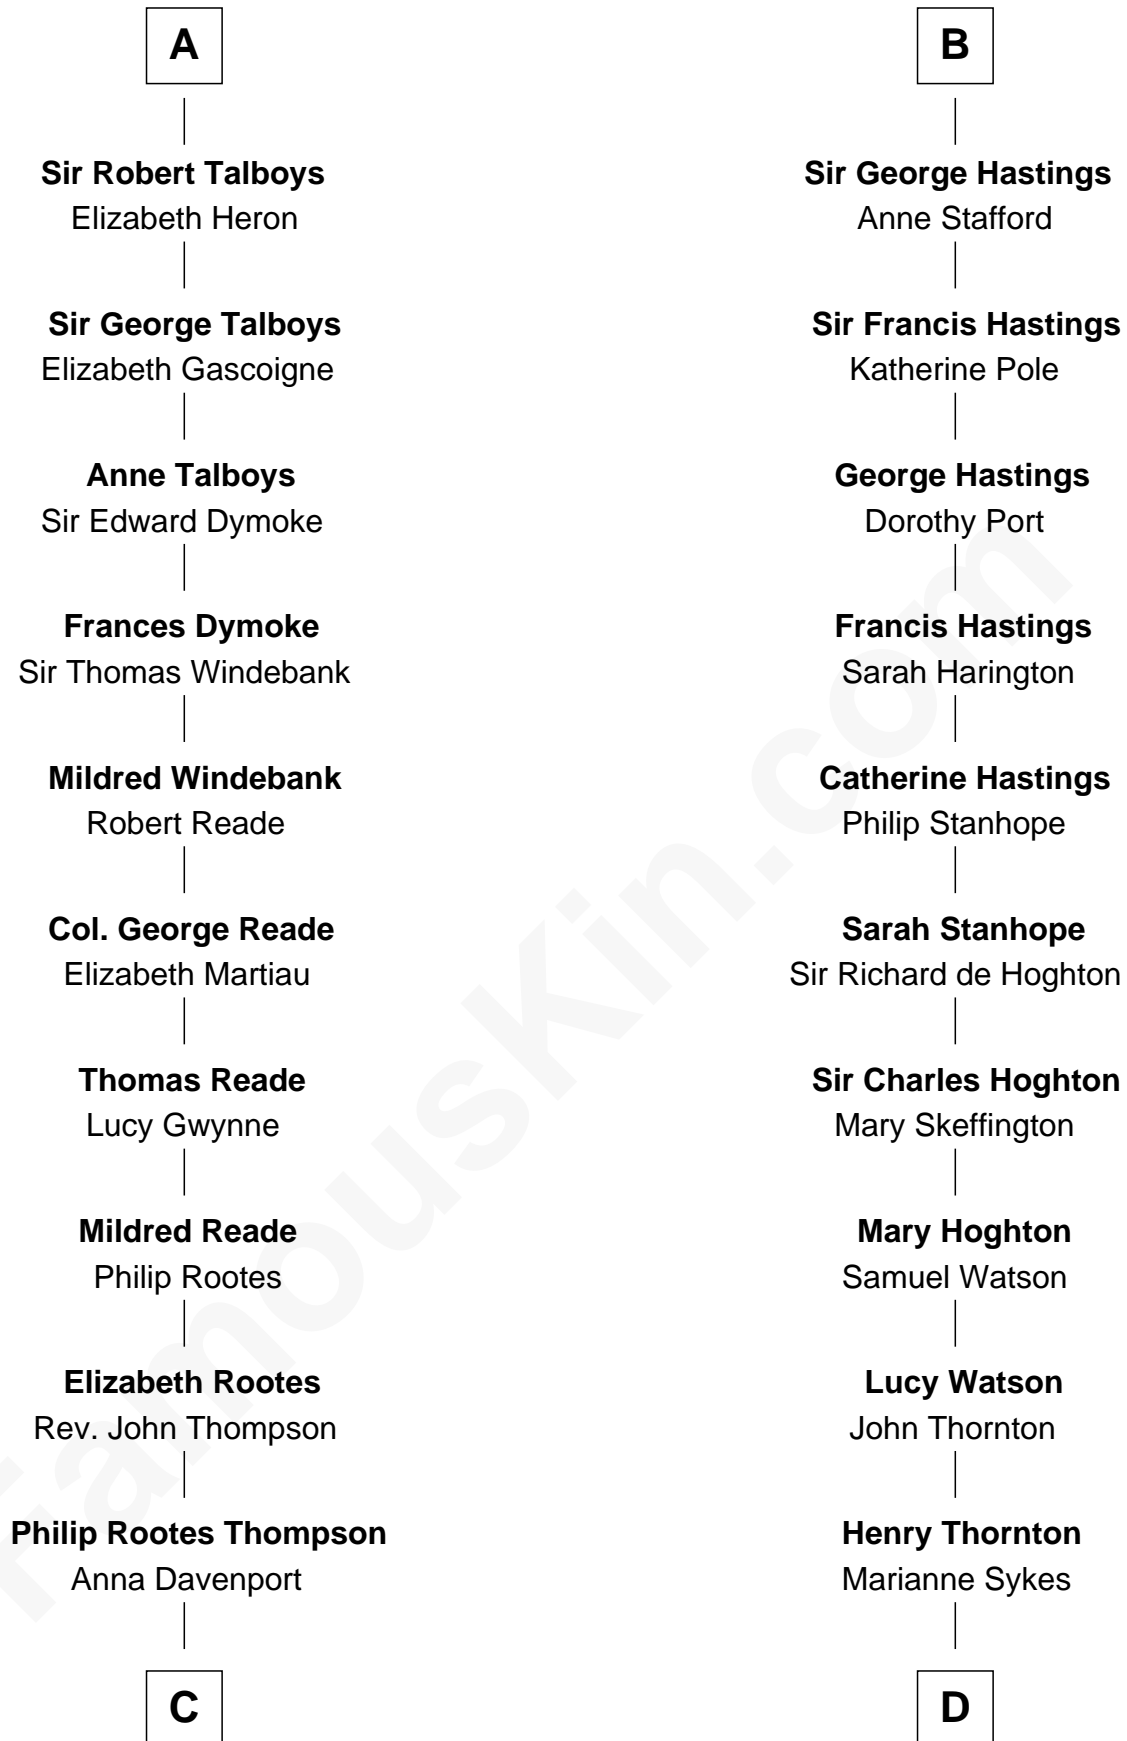 A
Sir Robert Talboys
Elizabeth Heron
Sir George Talboys
Elizabeth Gascoigne
Anne Talboys
Sir Edward Dymoke
Frances Dymoke
Sir Thomas Windebank
Mildred Windebank
Robert Reade
Col. George Reade
Elizabeth Martiau
Thomas Reade
Lucy Gwynne
Mildred Reade
Philip Rootes
Elizabeth Rootes
Rev. John Thompson
Philip Rootes Thompson
Anna Davenport
C
B
Sir George Hastings
Anne Stafford
Sir Francis Hastings
Katherine Pole
George Hastings
Dorothy Port
Francis Hastings
Sarah Harington
Catherine Hastings
Philip Stanhope
Sarah Stanhope
Sir Richard de Hoghton
Sir Charles Hoghton
Mary Skeffington
Mary Hoghton
Samuel Watson
Lucy Watson
John Thornton
Henry Thornton
Marianne Sykes
D
FamousKin.com